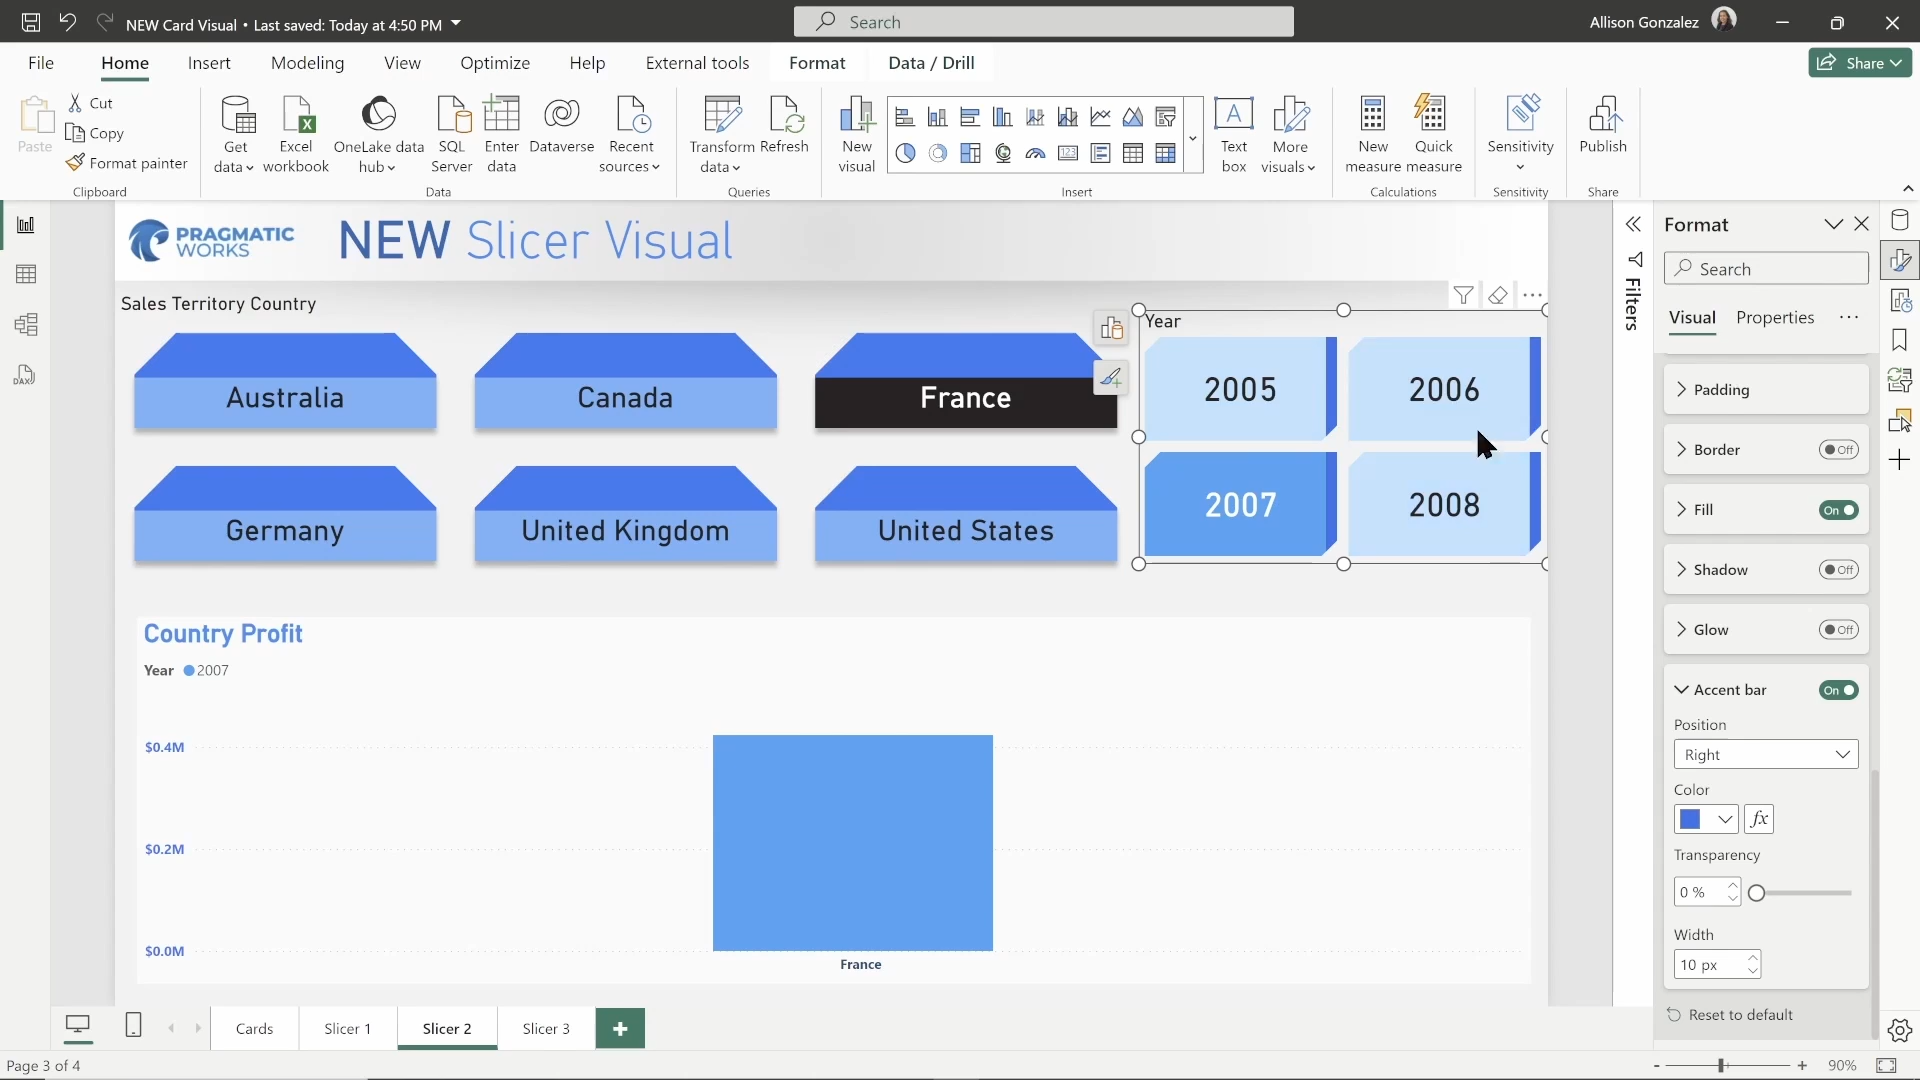 NEW Card Visual • Last saved: Today at 4:50 PM
Search
Allison Gonzalez
File
Home
Insert
Modeling
View
Optimize
Help
External tools
Format
Data / Drill
Share
Paste
Cut
Copy
Format painter
Clipboard
Get data
Excel workbook
OneLake data hub
SQL Server
Enter data
Dataverse
Recent sources
Data
Transform data
Refresh
Queries
New visual
123
Insert
A
Text box
More visuals
New measure
Quick measure
Calculations
Sensitivity
Sensitivity
Publish
Share
DAX
PRAGMATIC
WORKS
NEW Slicer Visual
Sales Territory Country
Australia
Canada
France
Germany
United Kingdom
United States
Year
2005
2006
2007
2008
Country Profit
Year 2007
$0.4M
$0.2M
$0.0M
France
Filters
Format
Search
Visual
Properties
Padding
Border
Off
Fill
On
Shadow
Off
Glow
Off
Accent bar
On
Position
Right
Color
fx
Transparency
0 %
Width
10 px
Reset to default
Cards
Slicer 1
Slicer 2
Slicer 3
Page 3 of 4
- + 90%